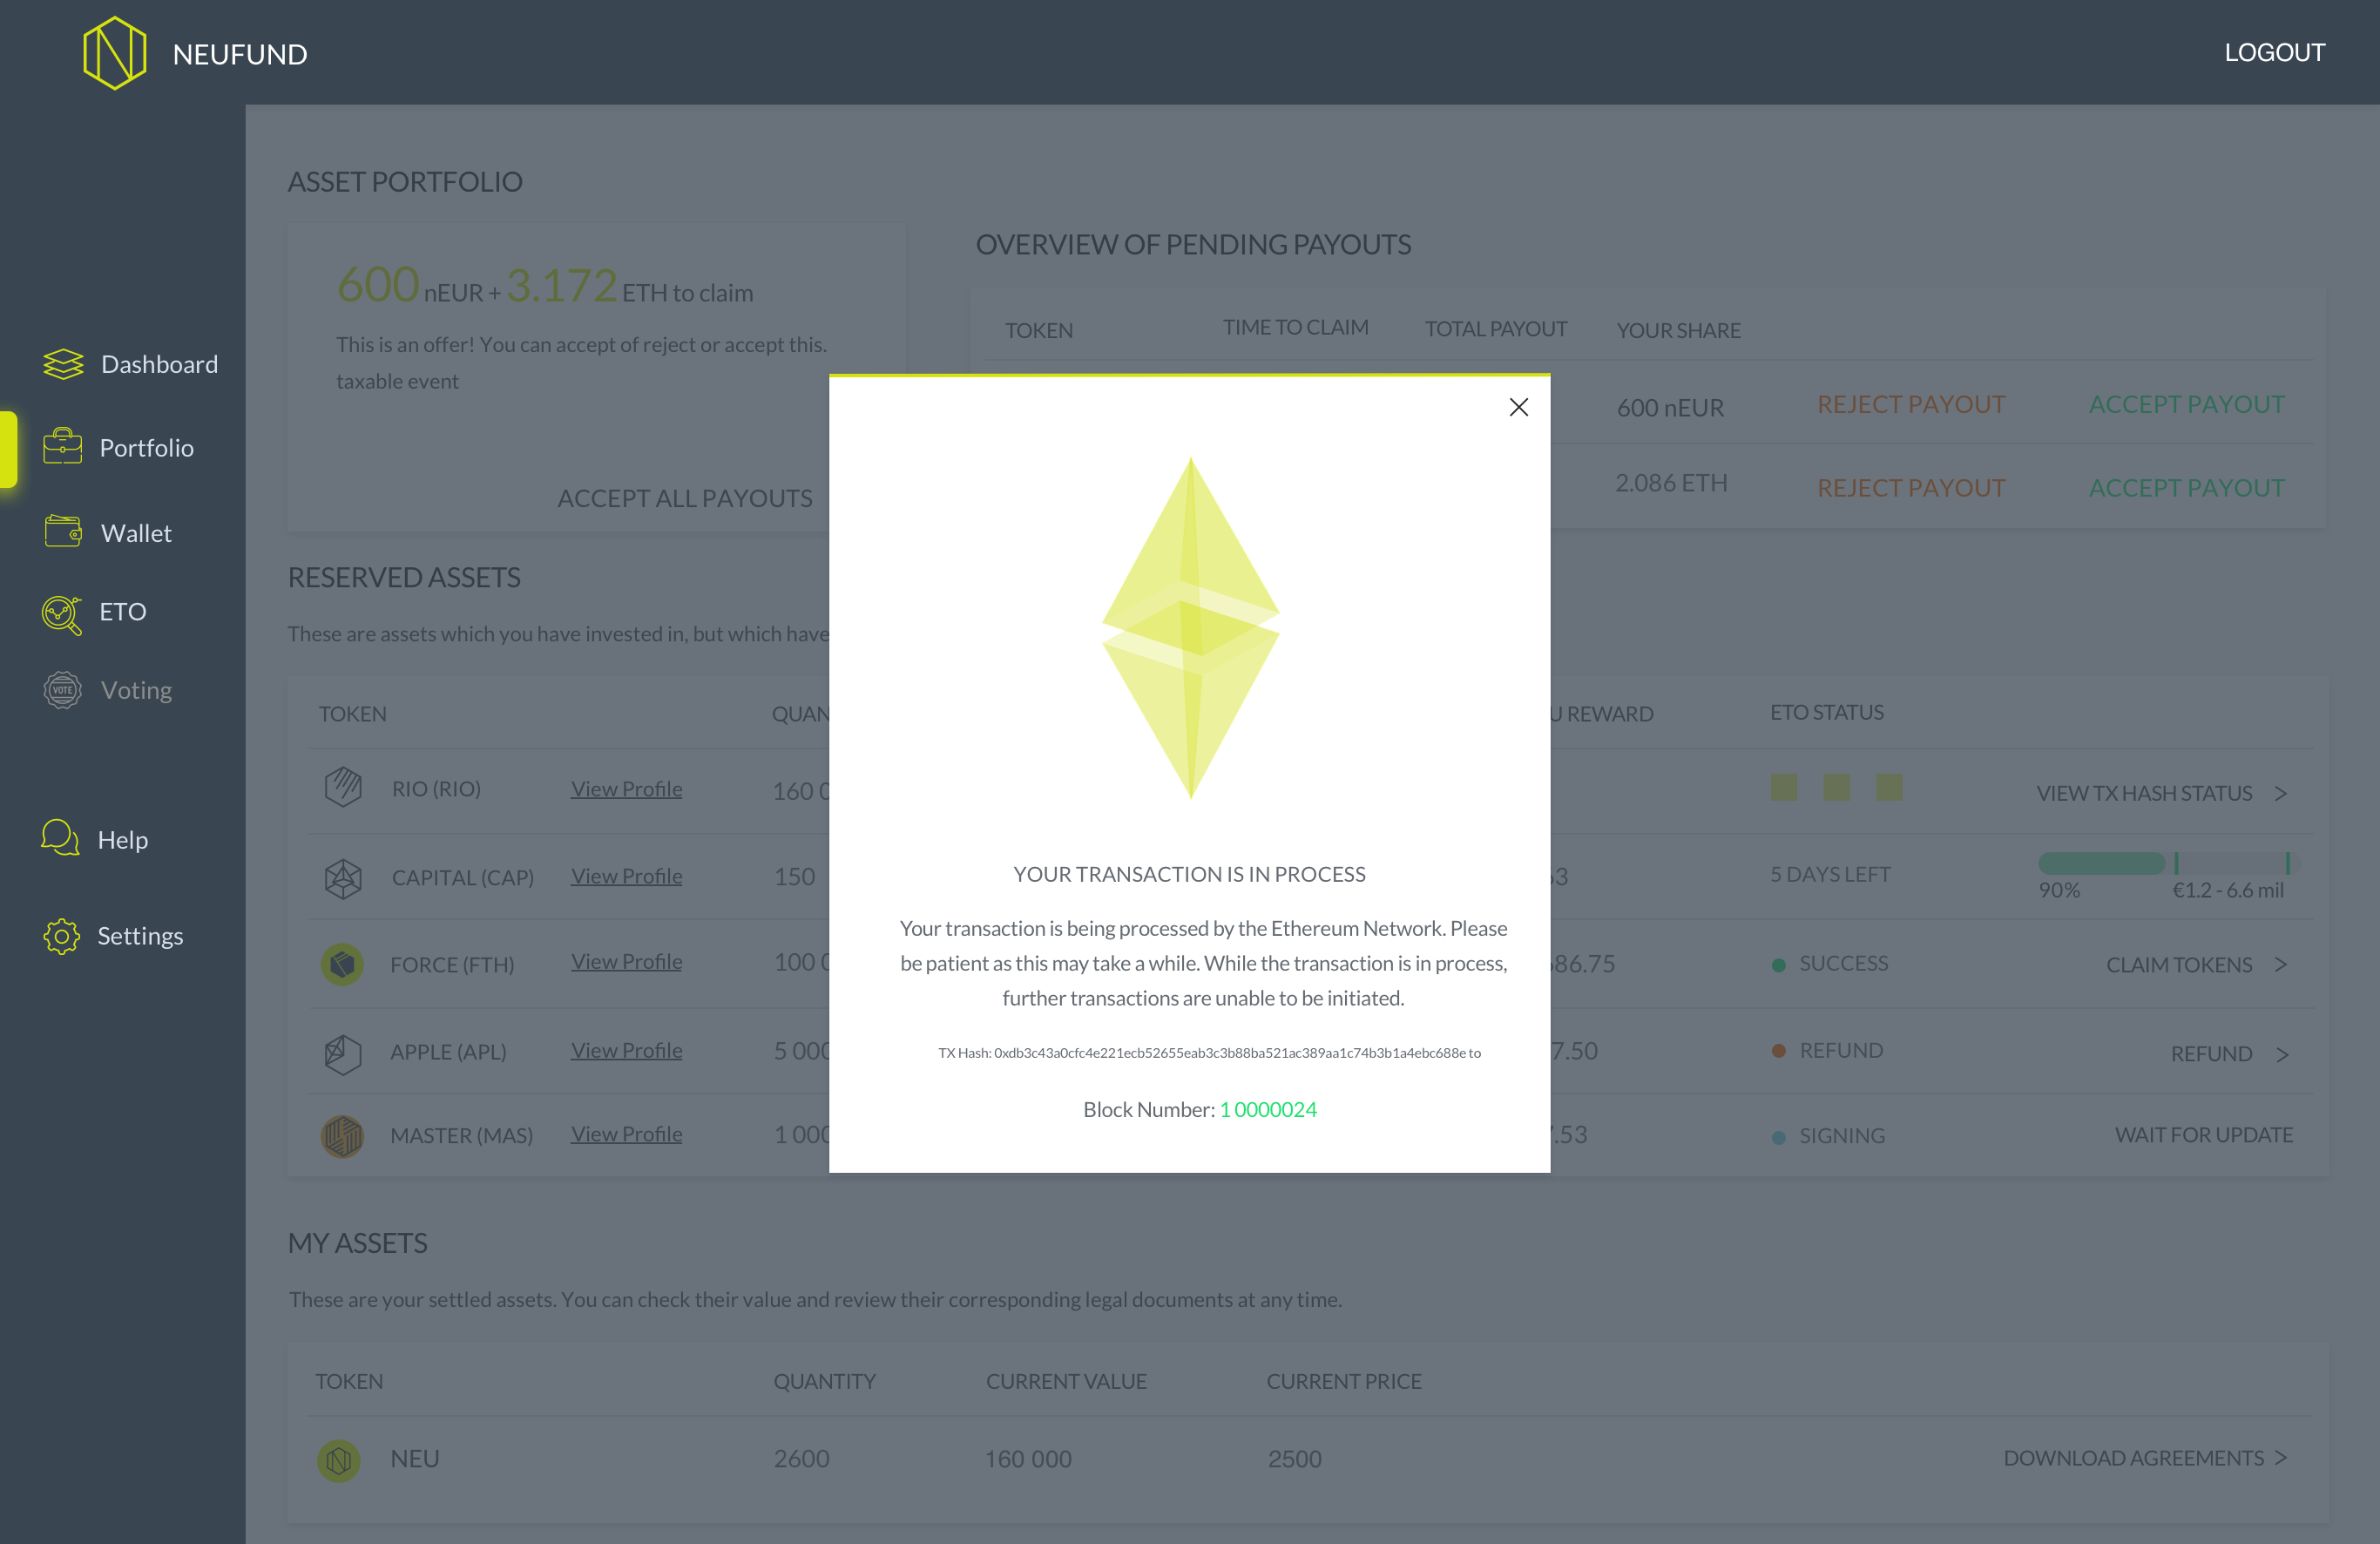 NEUFUND
LOGOUT
Dashboard
Portfolio
Wallet
ETO
VOTE
Voting
Help
Settings
ASSET PORTFOLIO
600 nEUR + 3.172 ETH to claim
This is an offer! You can accept of reject or accept this.
taxable event
ACCEPT ALL PAYOUTS
OVERVIEW OF PENDING PAYOUTS
TOKEN TIME TO CLAIM TOTAL PAYOUT YOUR SHARE
600 nEUR REJECT PAYOUT ACCEPT PAYOUT
2.086 ETH REJECT PAYOUT ACCEPT PAYOUT
RESERVED ASSETS
These are assets which you have invested in, but which have
TOKEN QUAN U REWARD ETO STATUS
RIO (RIO) View Profile 160 0 VIEW TX HASH STATUS >
CAPITAL (CAP) View Profile 150 63 5 DAYS LEFT
90% €1.2 - 6.6 mil
FORCE (FTH) View Profile 100 0 686.75 SUCCESS CLAIM TOKENS >
APPLE (APL) View Profile 5 000 7.50 REFUND REFUND >
MASTER (MAS) View Profile 1 000 7.53 SIGNING WAIT FOR UPDATE
YOUR TRANSACTION IS IN PROCESS
Your transaction is being processed by the Ethereum Network. Please
be patient as this may take a while. While the transaction is in process,
further transactions are unable to be initiated.
TX Hash: 0xdb3c43a0cfc4e221ecb52655eab3c3b88ba521ac389aa1c74b3b1a4ebc688e to
Block Number: 1 0000024
MY ASSETS
These are your settled assets. You can check their value and review their corresponding legal documents at any time.
TOKEN QUANTITY CURRENT VALUE CURRENT PRICE
NEU 2600 160 000 2500 DOWNLOAD AGREEMENTS >